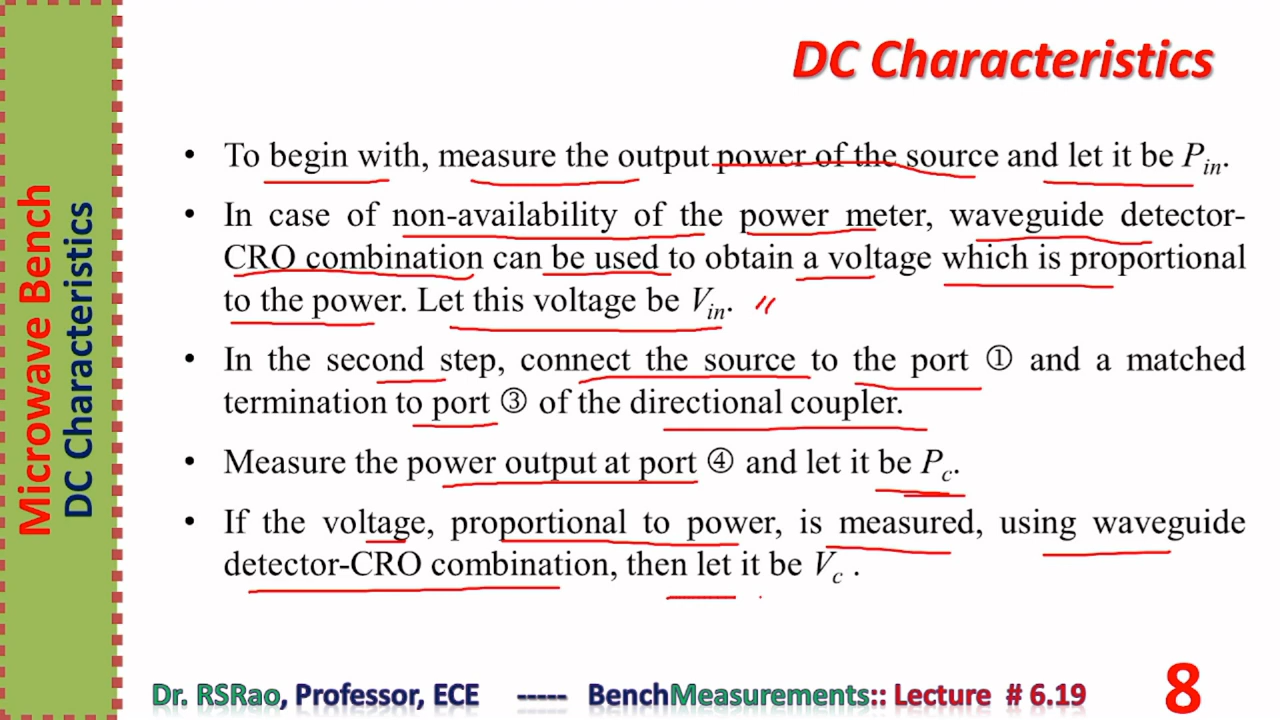 DC Characteristics
Microwave Bench
DC Characteristics
• To begin with, measure the output power of the source and let it be Pin.
• In case of non-availability of the power meter, waveguide detector-
CRO combination can be used to obtain a voltage which is proportional
to the power. Let this voltage be Vin.
• In the second step, connect the source to the port ① and a matched
termination to port ③ of the directional coupler.
• Measure the power output at port ④ and let it be Pc.
• If the voltage, proportional to power, is measured, using waveguide
detector-CRO combination, then let it be Vc .
Dr. RSRao, Professor, ECE ----- BenchMeasurements:: Lecture # 6.19
8